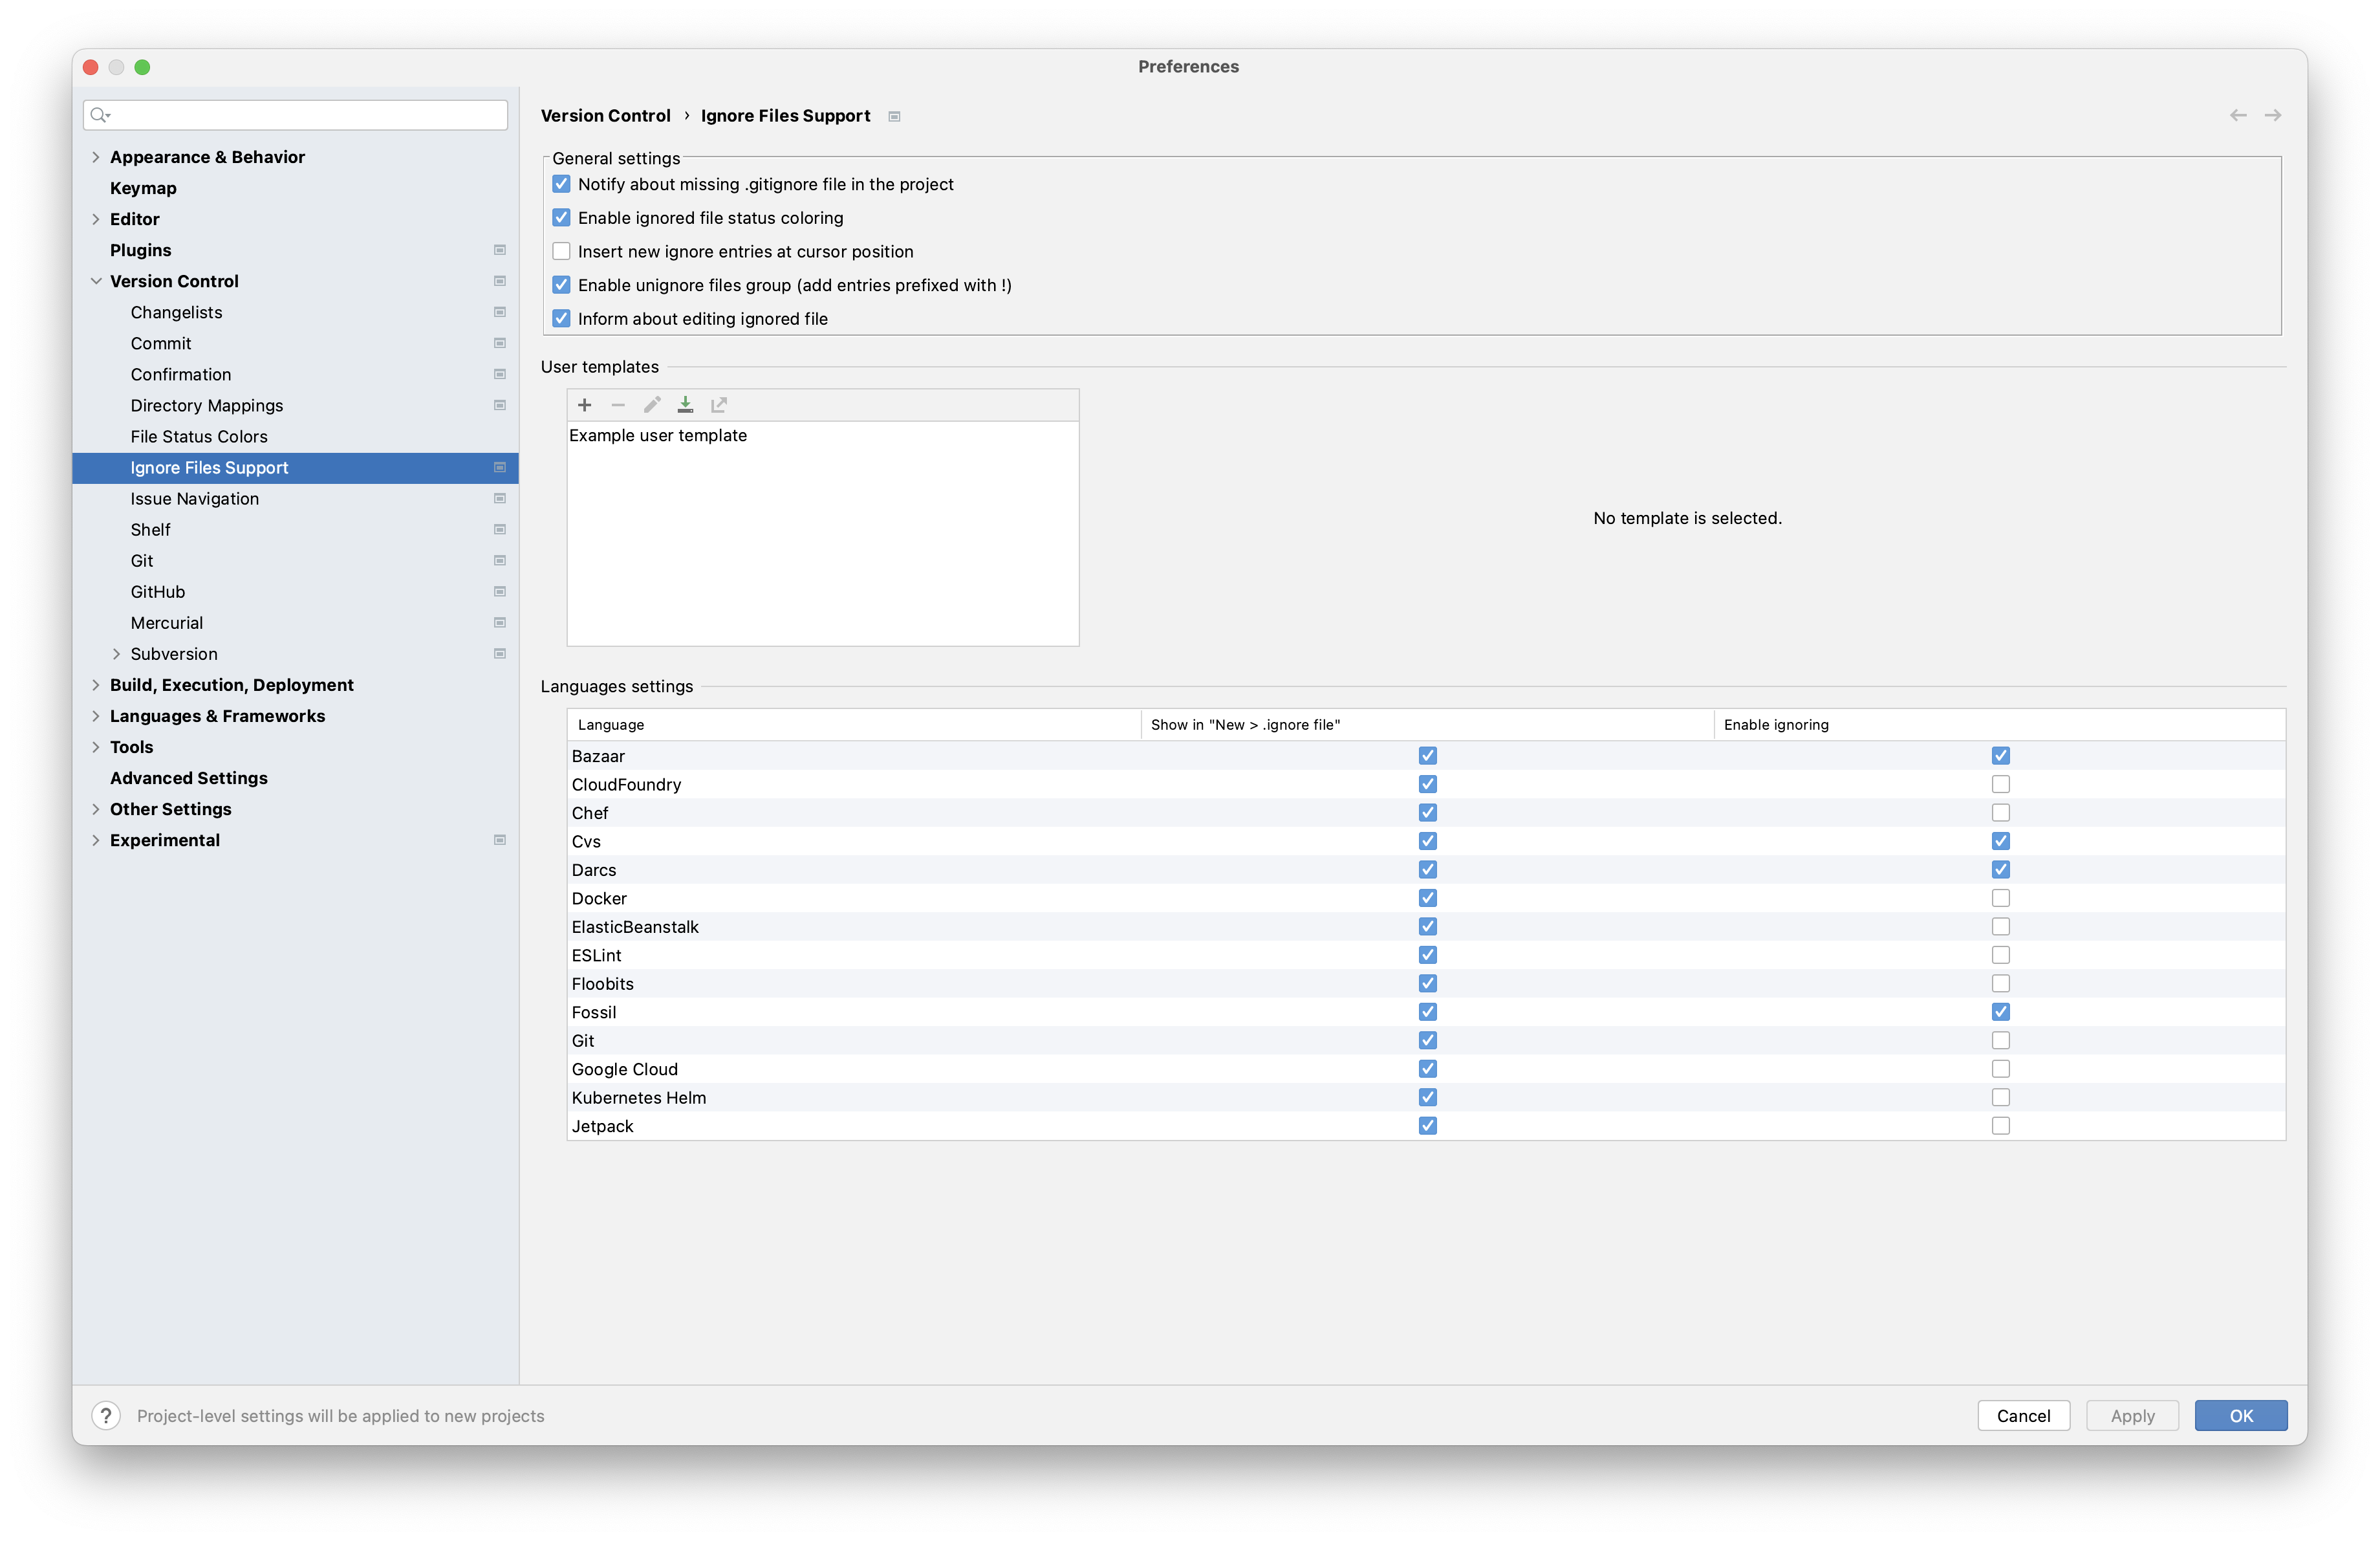 Preferences
Version Control › Ignore Files Support
Appearance & Behavior
Keymap
Editor
Plugins
Version Control
Changelists
Commit
Confirmation
Directory Mappings
File Status Colors
Ignore Files Support
Issue Navigation
Shelf
Git
GitHub
Mercurial
Subversion
Build, Execution, Deployment
Languages & Frameworks
Tools
Advanced Settings
Other Settings
Experimental
General settings
Notify about missing .gitignore file in the project
Enable ignored file status coloring
Insert new ignore entries at cursor position
Enable unignore files group (add entries prefixed with !)
Inform about editing ignored file
User templates
Example user template
No template is selected.
Languages settings
Language Show in "New > .ignore file" Enable ignoring
Bazaar
CloudFoundry
Chef
Cvs
Darcs
Docker
ElasticBeanstalk
ESLint
Floobits
Fossil
Git
Google Cloud
Kubernetes Helm
Jetpack
? Project-level settings will be applied to new projects
Cancel Apply OK